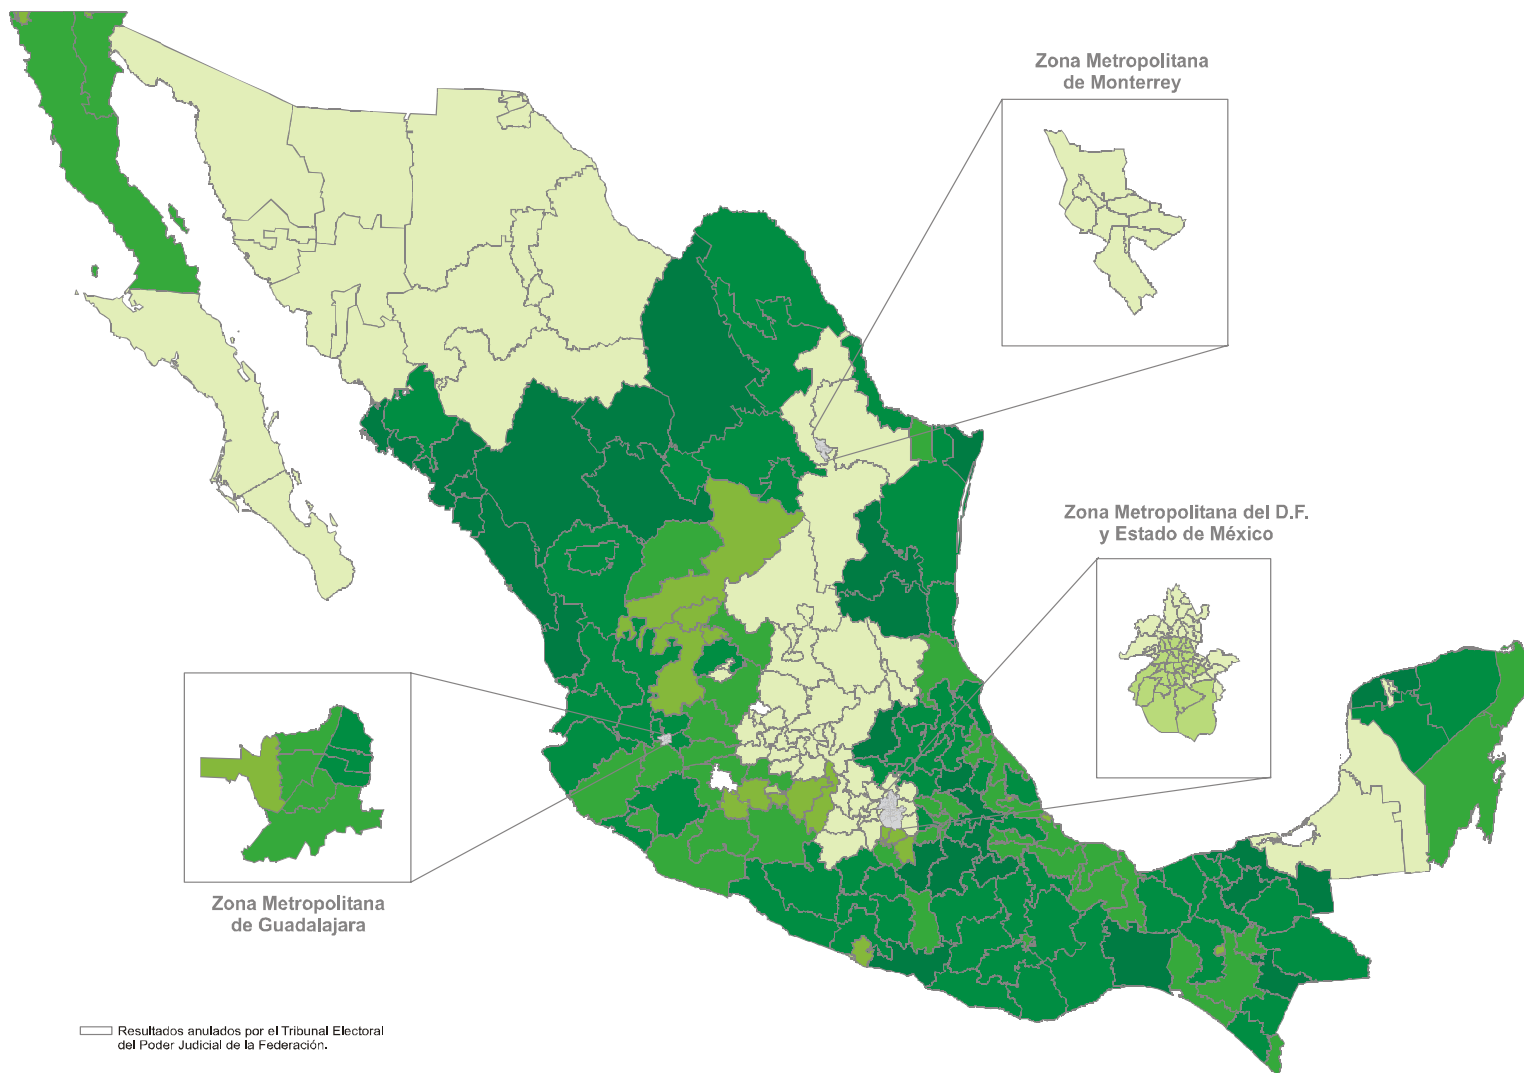 Zona Metropolitana
de Monterrey
Zona Metropolitana del D.F.
y Estado de México
Zona Metropolitana
de Guadalajara
Resultados anulados por el Tribunal Electoral
del Poder Judicial de la Federación.